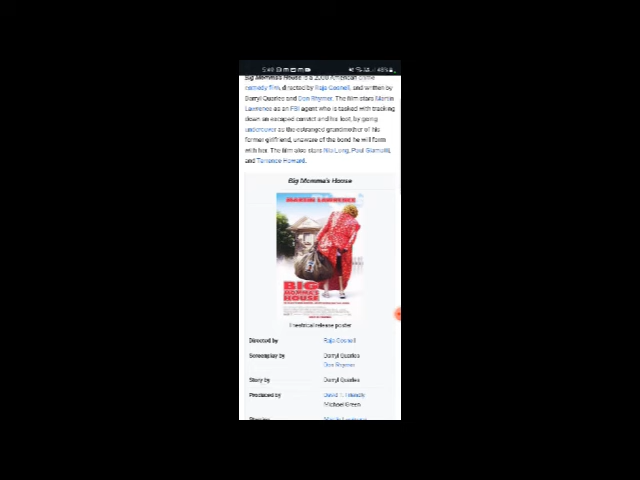 Big Momma's House is a 2000 American crime
comedy film, directed by Raja Gosnell, and written by
Darryl Quarles and Don Rhymer. The film stars Martin
Lawrence as an FBI agent who is tasked with tracking
down an escaped convict and his loot, by going
undercover as the estranged grandmother of his
former girlfriend, unaware of the bond he will form
with her. The film also stars Nia Long, Paul Giamatti,
and Terrence Howard.
Big Momma's House
MARTIN LAWRENCE
BIG
MOMMA'S
HOUSE
Theatrical release poster
Directed by Raja Gosnell
Screenplay by Darryl Quarles
Don Rhymer
Story by Darryl Quarles
Produced by David T. Friendly
Michael Green
Starring Martin Lawrence